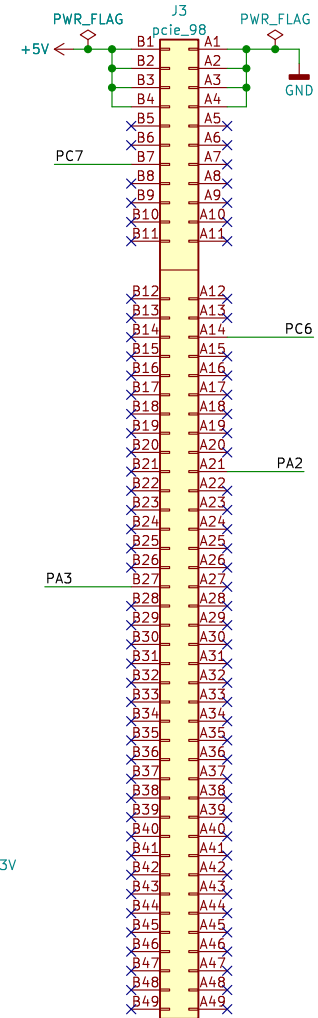 J3
PWR_FLAG PWR_FLAG
pcie_98
+5V B1 A1
B2 A2
B3 A3
GND
B4 A4
B5 A5
B6 A6
PC7 B7 A7
B8 A8
B9 A9
B10 A10
B11 A11
B12 A12
B13 A13
B14 A14 PC6
B15 A15
B16 A16
B17 A17
B18 A18
B19 A19
B20 A20
B21 A21 PA2
B22 A22
B23 A23
B24 A24
B25 A25
B26 A26
PA3 B27 A27
B28 A28
B29 A29
B30 A30
B31 A31
B32 A32
B33 A33
B34 A34
B35 A35
B36 A36
B37 A37
B38 A38
B39 A39
B40 A40
B41 A41
3V
B42 A42
B43 A43
B44 A44
B45 A45
B46 A46
B47 A47
B48 A48
B49 A49